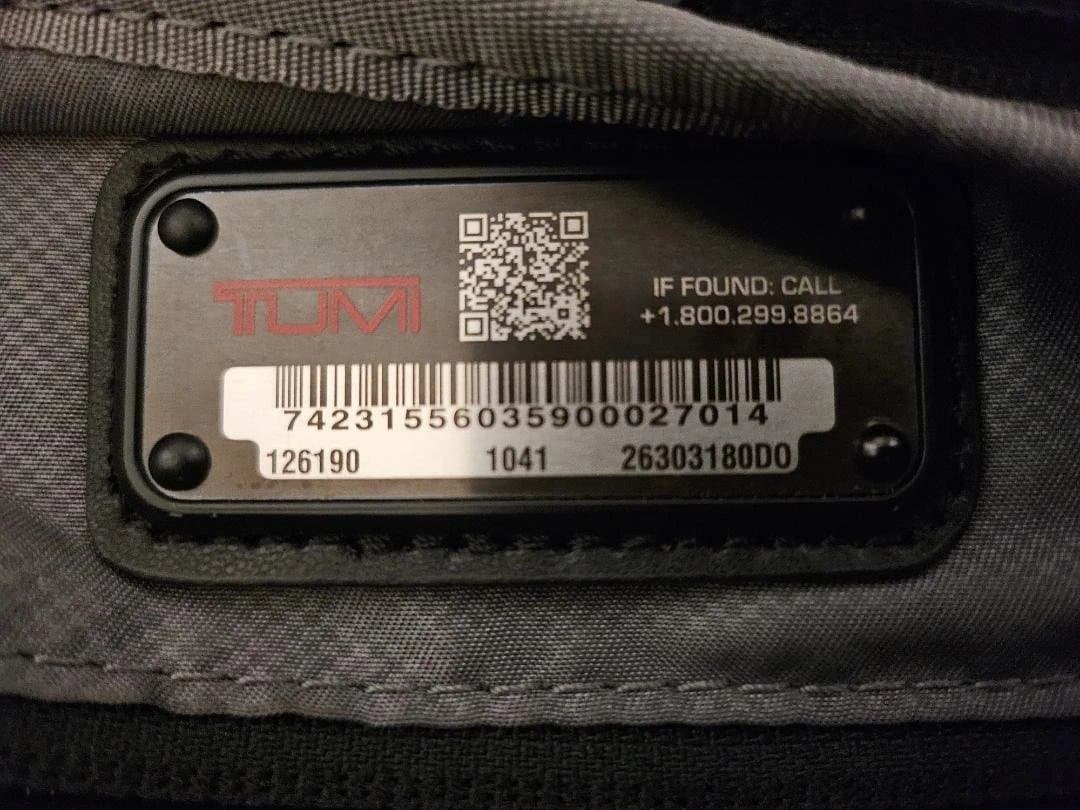 TUMI
IF FOUND: CALL
+1.800.299.8864
74231556035900027014
126190 1041 26303180D0